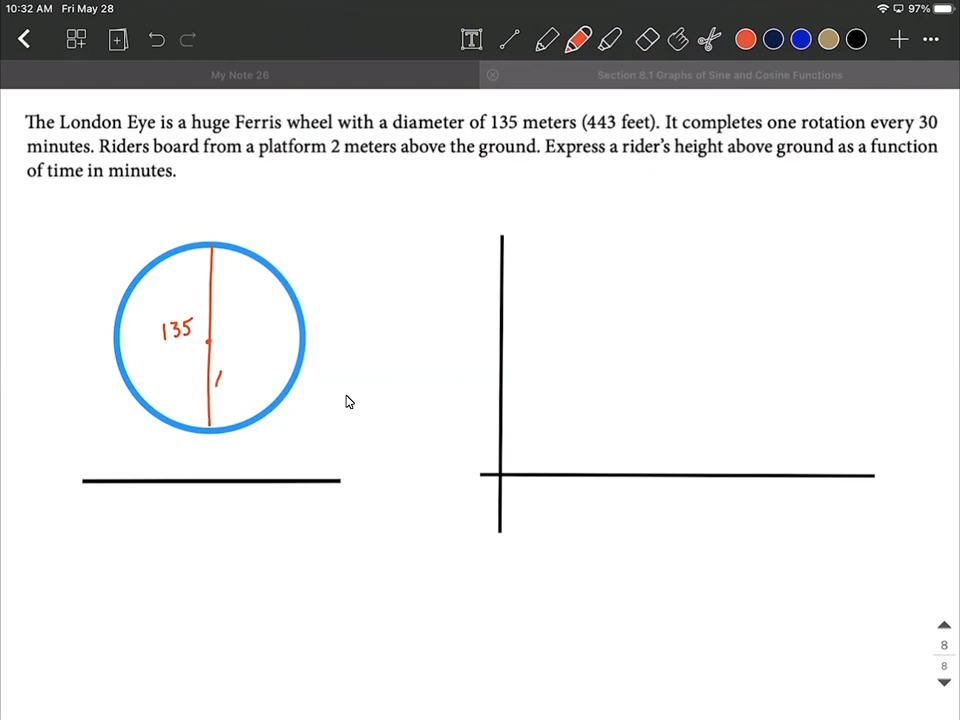 10:32 AM Fri May 28
97%
My Note 26
Section 8.1 Graphs of Sine and Cosine Functions
The London Eye is a huge Ferris wheel with a diameter of 135 meters (443 feet). It completes one rotation every 30
minutes. Riders board from a platform 2 meters above the ground. Express a rider's height above ground as a function
of time in minutes.
135
8
8